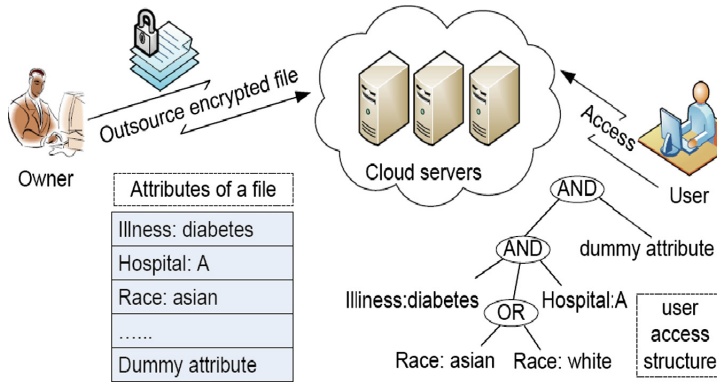 Outsource encrypted file
Owner
Cloud servers
Access
User
Attributes of a file
Illness: diabetes
Hospital: A
Race: asian
......
Dummy attribute
AND
AND
dummy attribute
Illiness:diabetes
Hospital:A
OR
Race: asian
Race: white
user
access
structure